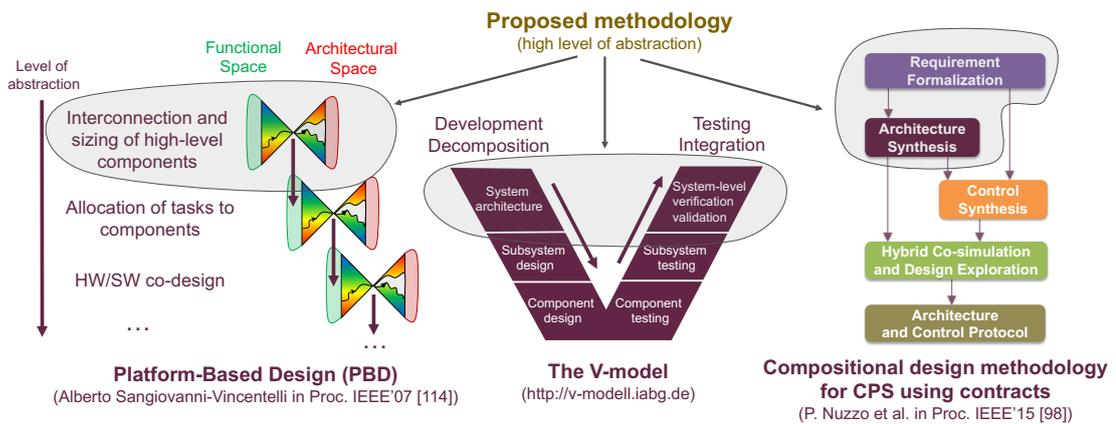 Proposed methodology
(high level of abstraction)
Level of
abstraction
Functional
Space
Architectural
Space
Interconnection and
sizing of high-level
components
Allocation of tasks to
components
HW/SW co-design
...
...
Platform-Based Design (PBD)
(Alberto Sangiovanni-Vincentelli in Proc. IEEE'07 [114])
Development
Decomposition
Testing
Integration
System
architecture
System-level
verification
validation
Subsystem
design
Subsystem
testing
Component
design
Component
testing
The V-model
(http://v-modell.iabg.de)
Requirement
Formalization
Architecture
Synthesis
Control
Synthesis
Hybrid Co-simulation
and Design Exploration
Architecture
and Control Protocol
Compositional design methodology
for CPS using contracts
(P. Nuzzo et al. in Proc. IEEE'15 [98])